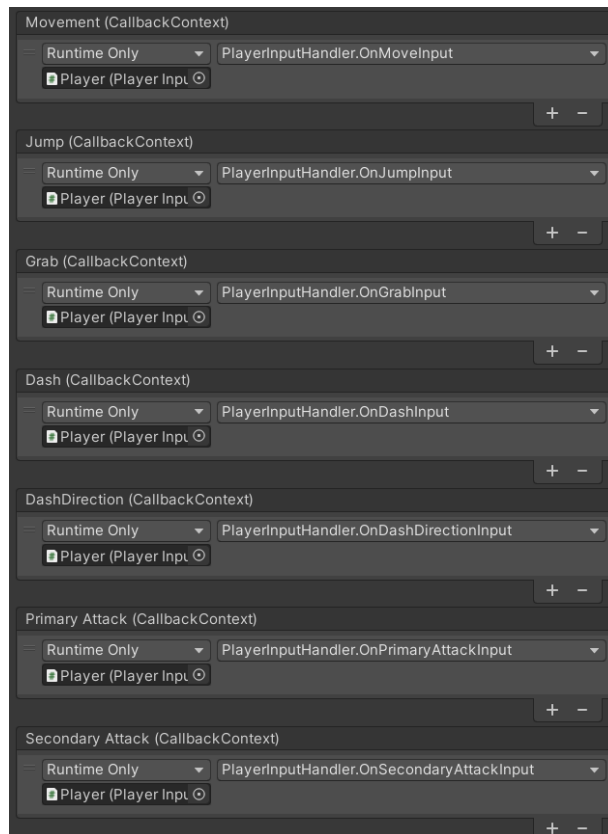 Movement (CallbackContext)
Runtime Only PlayerInputHandler.OnMoveInput
Player (Player Inpu
+ −
Jump (CallbackContext)
Runtime Only PlayerInputHandler.OnJumpInput
Player (Player Inpu
+ −
Grab (CallbackContext)
Runtime Only PlayerInputHandler.OnGrabInput
Player (Player Inpu
+ −
Dash (CallbackContext)
Runtime Only PlayerInputHandler.OnDashInput
Player (Player Inpu
+ −
DashDirection (CallbackContext)
Runtime Only PlayerInputHandler.OnDashDirectionInput
Player (Player Inpu
+ −
Primary Attack (CallbackContext)
Runtime Only PlayerInputHandler.OnPrimaryAttackInput
Player (Player Inpu
+ −
Secondary Attack (CallbackContext)
Runtime Only PlayerInputHandler.OnSecondaryAttackInput
Player (Player Inpu
+ −